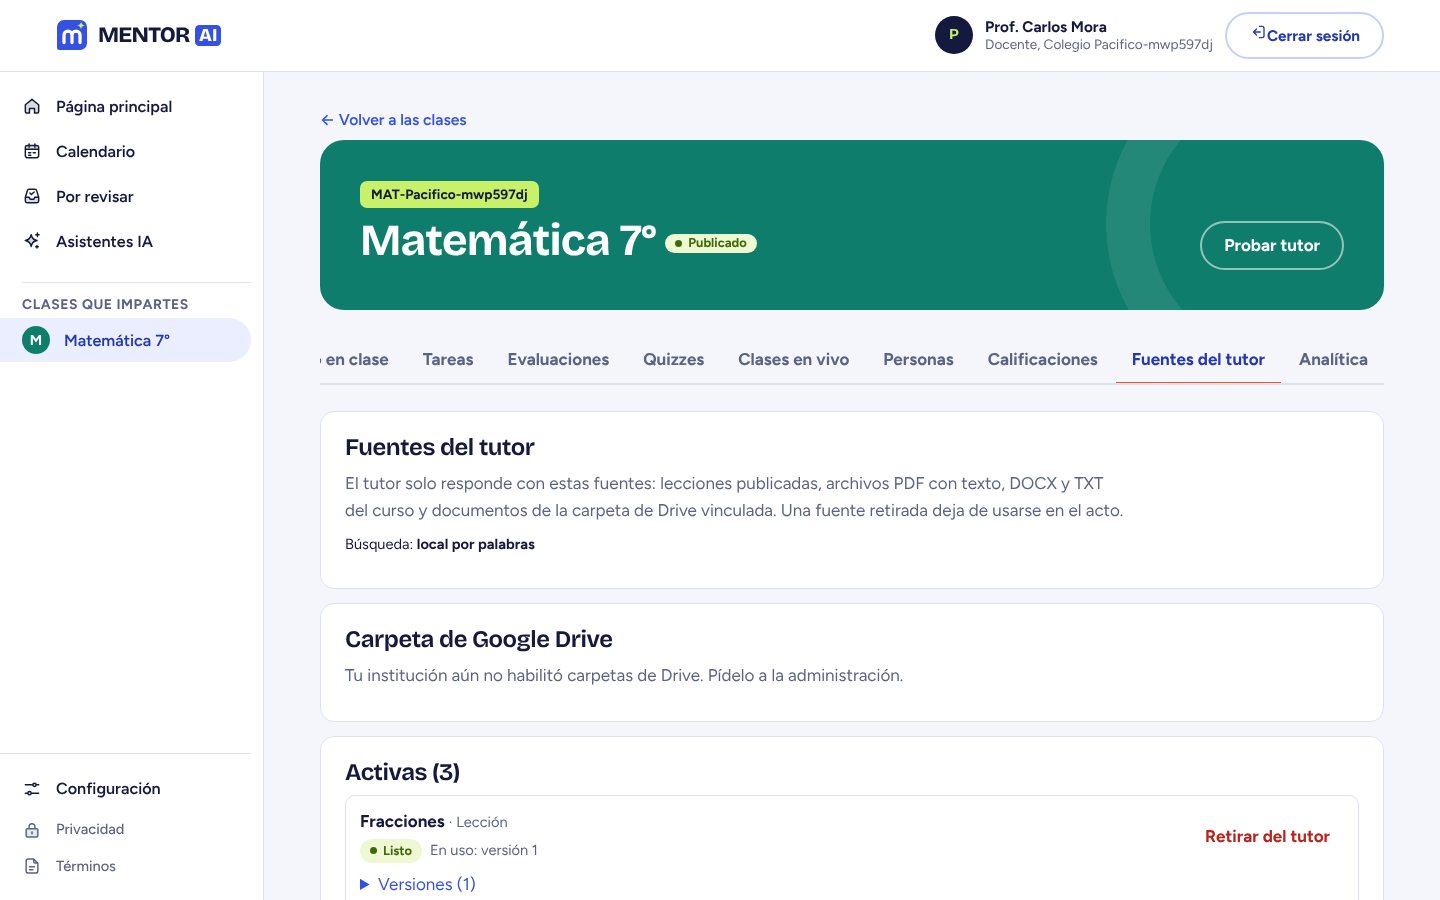 MENTOR AI
P
Prof. Carlos Mora
Docente, Colegio Pacifico-mwp597dj
Cerrar sesión
Página principal
Calendario
Por revisar
Asistentes IA
CLASES QUE IMPARTES
M Matemática 7°
Configuración
Privacidad
Términos
← Volver a las clases
MAT-Pacifico-mwp597dj
Matemática 7° Publicado
Probar tutor
en clase Tareas Evaluaciones Quizzes Clases en vivo Personas Calificaciones Fuentes del tutor Analítica
Fuentes del tutor
El tutor solo responde con estas fuentes: lecciones publicadas, archivos PDF con texto, DOCX y TXT
del curso y documentos de la carpeta de Drive vinculada. Una fuente retirada deja de usarse en el acto.
Búsqueda: local por palabras
Carpeta de Google Drive
Tu institución aún no habilitó carpetas de Drive. Pídelo a la administración.
Activas (3)
Fracciones · Lección
Listo En uso: versión 1
Retirar del tutor
Versiones (1)